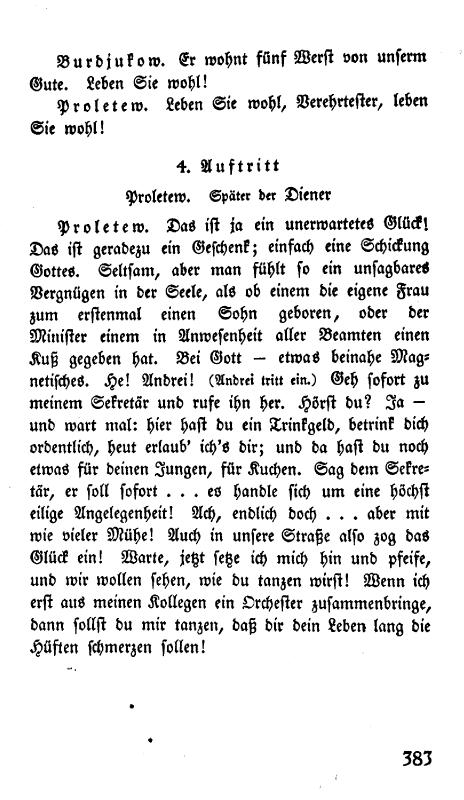 Burdjukow. Er wohnt fünf Werst von unserm
Gute. Leben Sie wohl!
Proletew. Leben Sie wohl, Verehrtester, leben
Sie wohl!
4. Auftritt
Proletew. Später der Diener
Proletew. Das ist ja ein unerwartetes Glück!
Das ist geradezu ein Geschenk; einfach eine Schickung
Gottes. Seltsam, aber man fühlt so ein unsagbares
Vergnügen in der Seele, als ob einem die eigene Frau
zum erstenmal einen Sohn geboren, oder der
Minister einem in Anwesenheit aller Beamten einen
Kuß gegeben hat. Bei Gott — etwas beinahe Mag-
netisches. He! Andrei! (Andrei tritt ein.) Geh sofort zu
meinem Sekretär und rufe ihn her. Hörst du? Ja —
und wart mal: hier hast du ein Trinkgeld, betrink dich
ordentlich, heut erlaub' ich's dir; und da hast du noch
etwas für deinen Jungen, für Kuchen. Sag dem Sekre-
tär, er soll sofort . . . es handle sich um eine höchst
eilige Angelegenheit! Ach, endlich doch . . . aber mit
wie vieler Mühe! Auch in unsere Straße also zog das
Glück ein! Warte, jetzt setze ich mich hin und pfeife,
und wir wollen sehen, wie du tanzen wirst! Wenn ich
erst aus meinen Kollegen ein Orchester zusammenbringe,
dann sollst du mir tanzen, daß dir dein Leben lang die
Hüften schmerzen sollen!
383